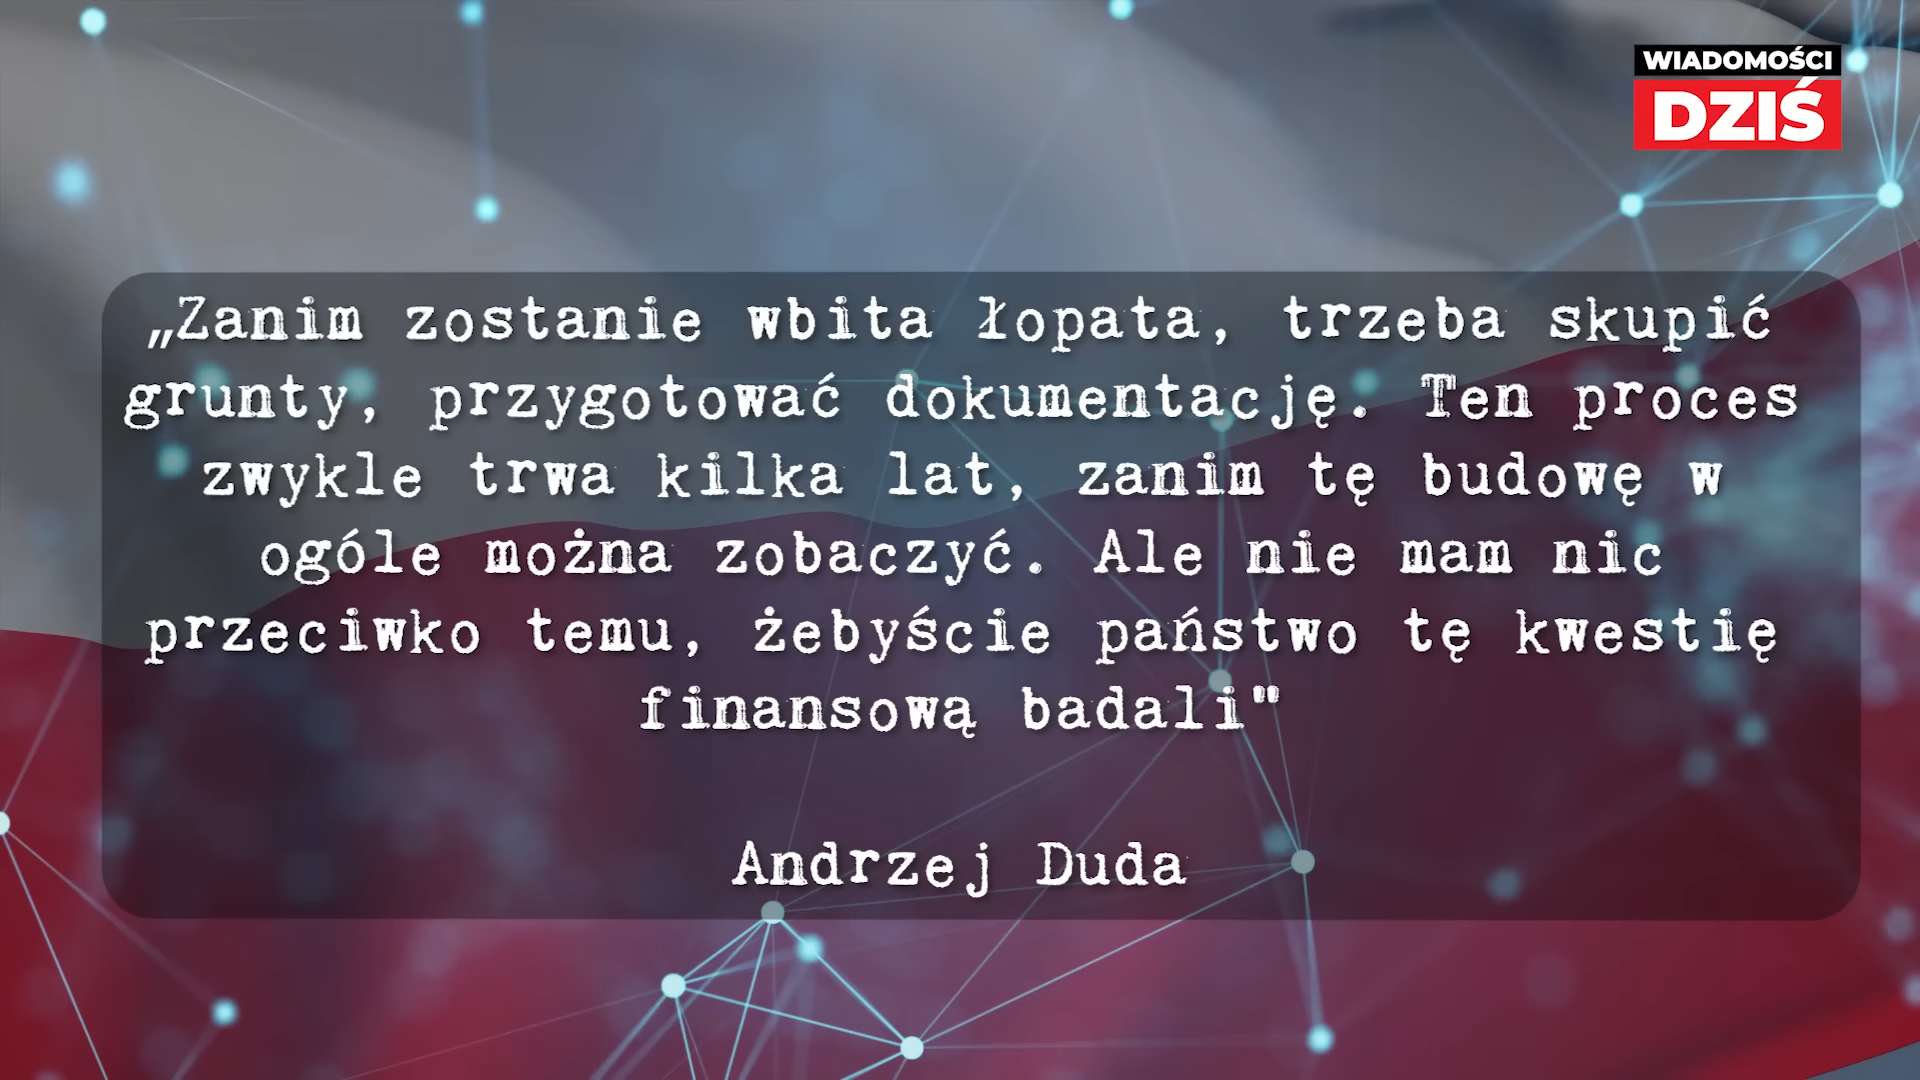 WIADOMOŚCI
DZIŚ
„Zanim zostanie wbita łopata, trzeba skupić
grunty, przygotować dokumentację. Ten proces
zwykle trwa kilka lat, zanim tę budowę w
ogóle można zobaczyć. Ale nie mam nic
przeciwko temu, żebyście państwo tę kwestię
finansową badali"
Andrzej Duda